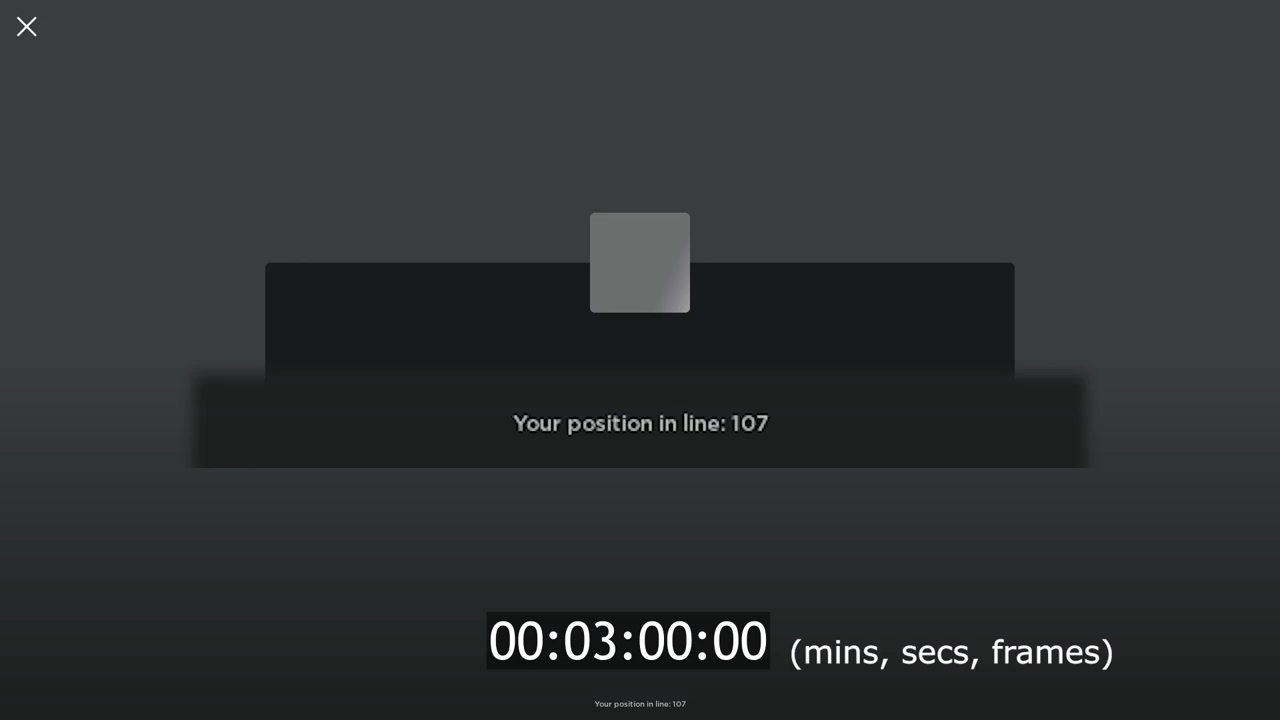 Your position in line: 107
00:03:00:00 (mins, secs, frames)
Your position in line: 107